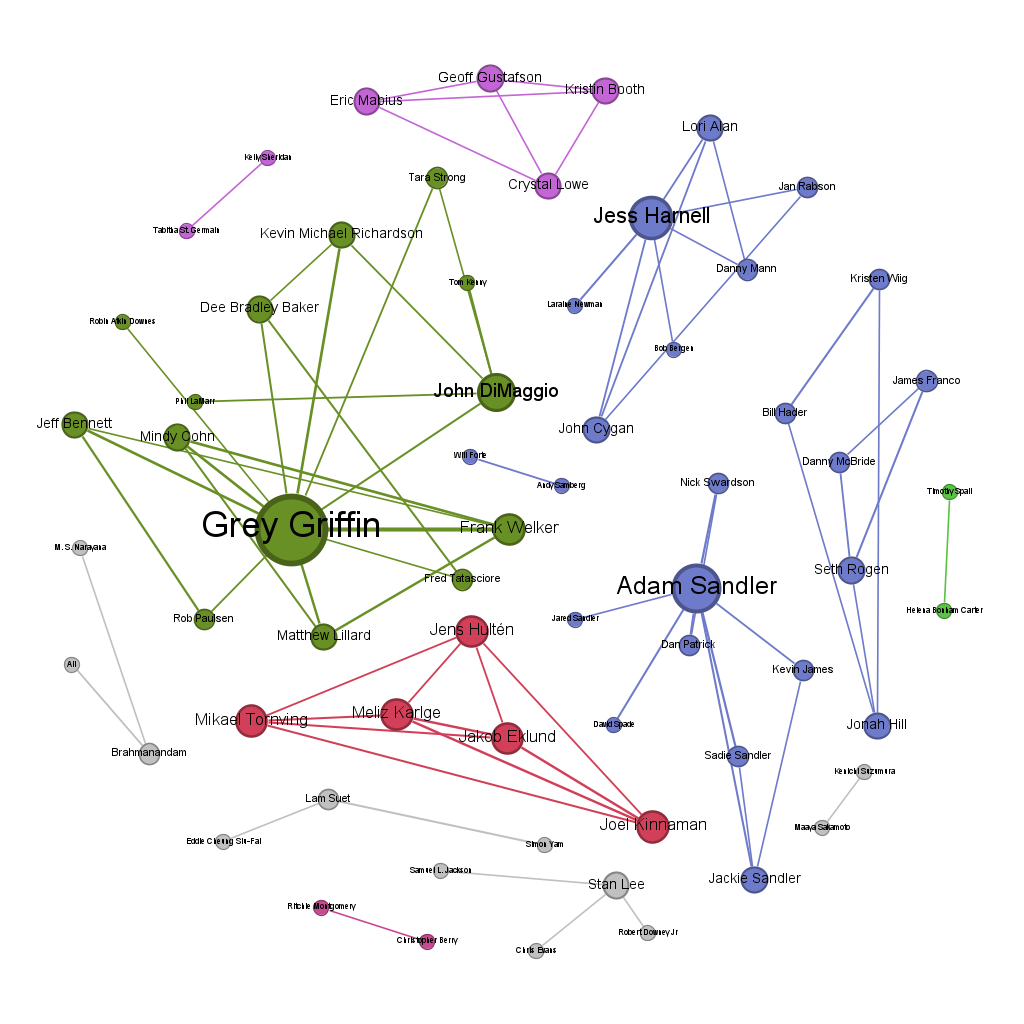 Geoff Gustafson
Kristin Booth
Eric Mabius
Lori Alan
Kelly Sheridan
Tara Strong
Crystal Lowe
Jan Rabson
Jess Harnell
Tabitha St. Germain
Kevin Michael Richardson
Danny Mann
Kristen Wiig
Tom Kenny
Laraine Newman
Dee Bradley Baker
Robin Atkin Downes
Bob Bergen
James Franco
John DiMaggio
Phil LaMarr
Bill Hader
Jeff Bennett
John Cygan
Mindy Cohn
Will Forte
Danny McBride
Nick Swardson
Andy Samberg
Timothy Spall
Grey Griffin
Frank Welker
M. S. Narayana
Seth Rogen
Fred Tatasciore
Adam Sandler
Helena Bonham Carter
Rob Paulsen
Jared Sandler
Jens Hultén
Matthew Lillard
Dan Patrick
Ali
Kevin James
Meliz Karlge
Mikael Tornving
David Spade
Jonah Hill
Jakob Eklund
Brahmanandam
Sadie Sandler
Kenichi Suzumura
Lam Suet
Joel Kinnaman
Maaya Sakamoto
Eddie Cheung Siu-Fai
Simon Yam
Samuel L. Jackson
Jackie Sandler
Stan Lee
Ritchie Montgomery
Robert Downey Jr
Christopher Berry
Chris Evans